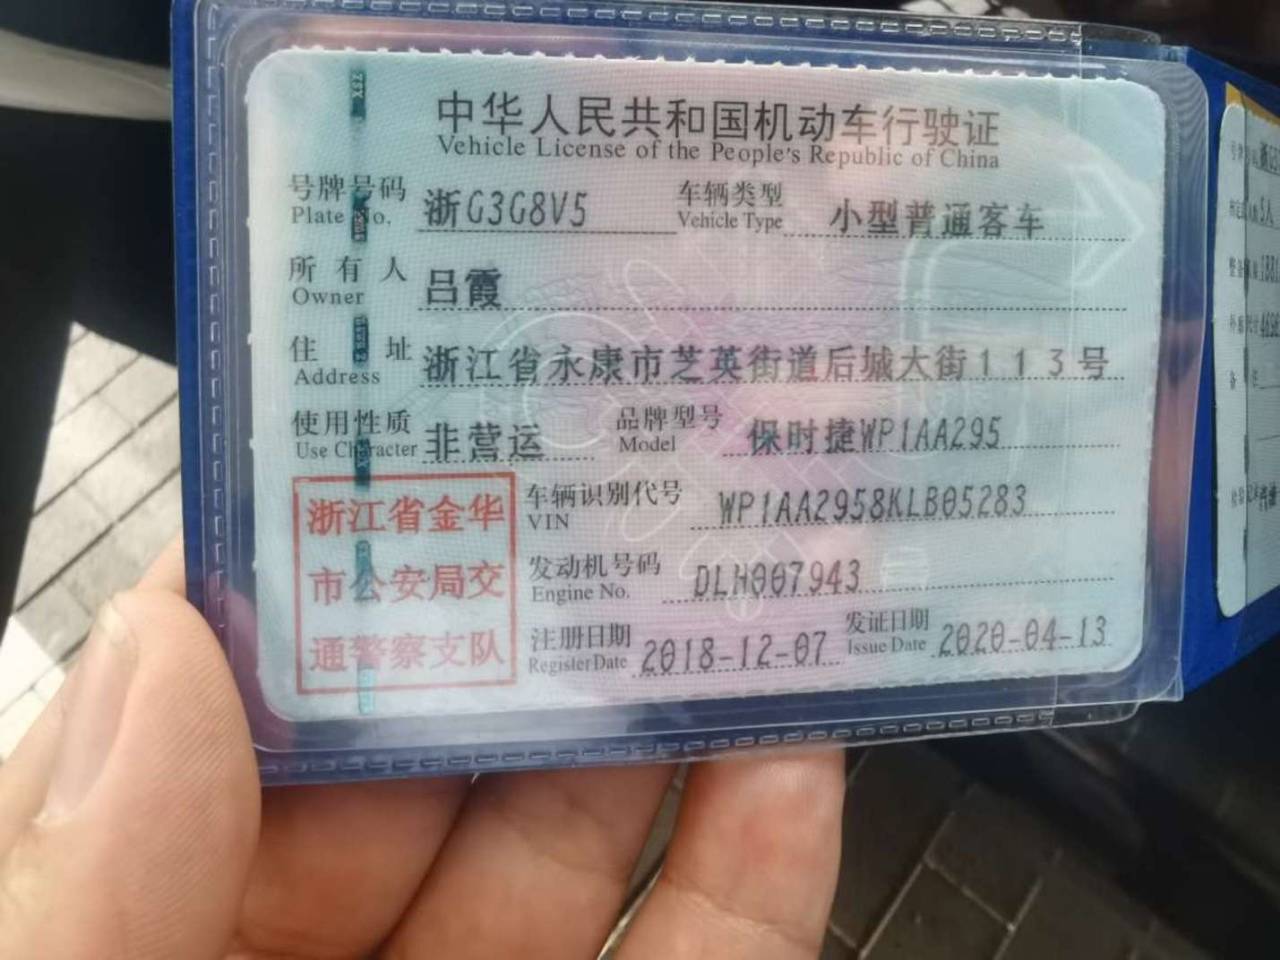 中华人民共和国机动车行驶证
Vehicle License of the People's Republic of China
号牌号码 浙G3G8V5 车辆类型 小型普通客车
Plate No. Vehicle Type
所有人 吕霞
Owner
住址 浙江省永康市芝英街道后城大街113号
Address
使用性质 非营运 品牌型号 保时捷WP1AA295
Use Character Model
浙江省金华
市公安局交
通警察支队
车辆识别代号 WP1AA2958KLB05283
VIN
发动机号码 DLH007943
Engine No.
注册日期 2018-12-07 发证日期 2020-04-13
Register Date Issue Date
5人